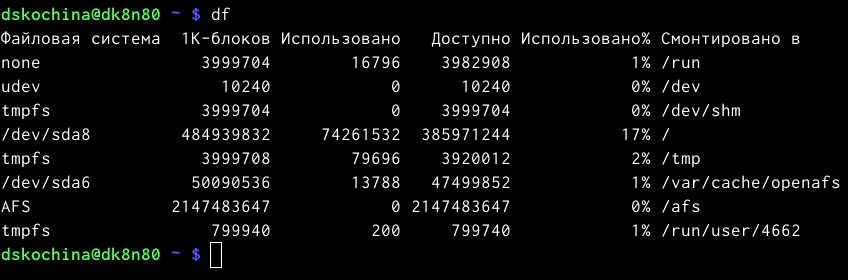 dskochina@dk8n80 ~ $ df
Файловая система 1K-блоков Использовано Доступно Использовано% Cмонтировано в
none 3999704 16796 3982908 1% /run
udev 10240 0 10240 0% /dev
tmpfs 3999704 0 3999704 0% /dev/shm
/dev/sda8 484939832 74261532 385971244 17% /
tmpfs 3999708 79696 3920012 2% /tmp
/dev/sda6 50090536 13788 47499852 1% /var/cache/openafs
AFS 2147483647 0 2147483647 0% /afs
tmpfs 799940 200 799740 1% /run/user/4662
dskochina@dk8n80 ~ $